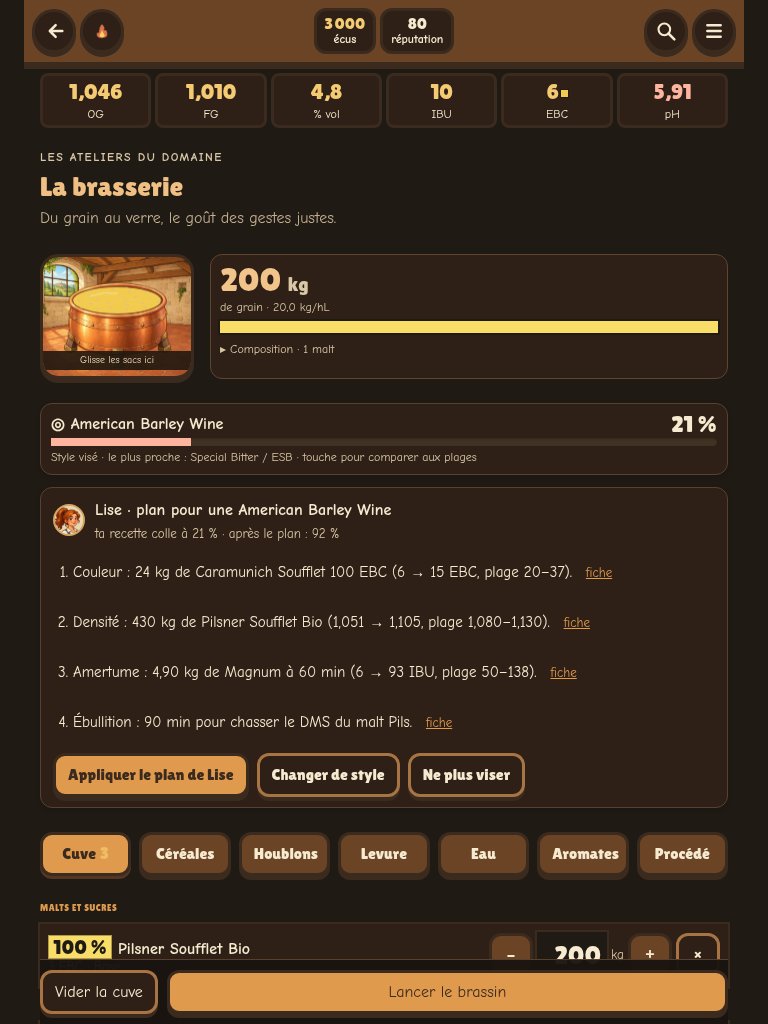 3 000
écus
80
réputation
1,046
OG
1,010
FG
4,8
% vol
10
IBU
6
EBC
5,91
pH
LES ATELIERS DU DOMAINE
La brasserie
Du grain au verre, le goût des gestes justes.
Glisse les sacs ici
200 kg
de grain · 20,0 kg/hL
▸ Composition · 1 malt
◎ American Barley Wine
21 %
Style visé · le plus proche : Special Bitter / ESB · touche pour comparer aux plages
Lise · plan pour une American Barley Wine
ta recette colle à 21 % · après le plan : 92 %
1. Couleur : 24 kg de Caramunich Soufflet 100 EBC (6 → 15 EBC, plage 20–37). fiche
2. Densité : 430 kg de Pilsner Soufflet Bio (1,051 → 1,105, plage 1,080–1,130). fiche
3. Amertume : 4,90 kg de Magnum à 60 min (6 → 93 IBU, plage 50–138). fiche
4. Ébullition : 90 min pour chasser le DMS du malt Pils. fiche
Appliquer le plan de Lise
Changer de style
Ne plus viser
Cuve 3
Céréales
Houblons
Levure
Eau
Aromates
Procédé
MALTS ET SUCRES
100 % Pilsner Soufflet Bio
– 200 kg + ×
Vider la cuve
Lancer le brassin